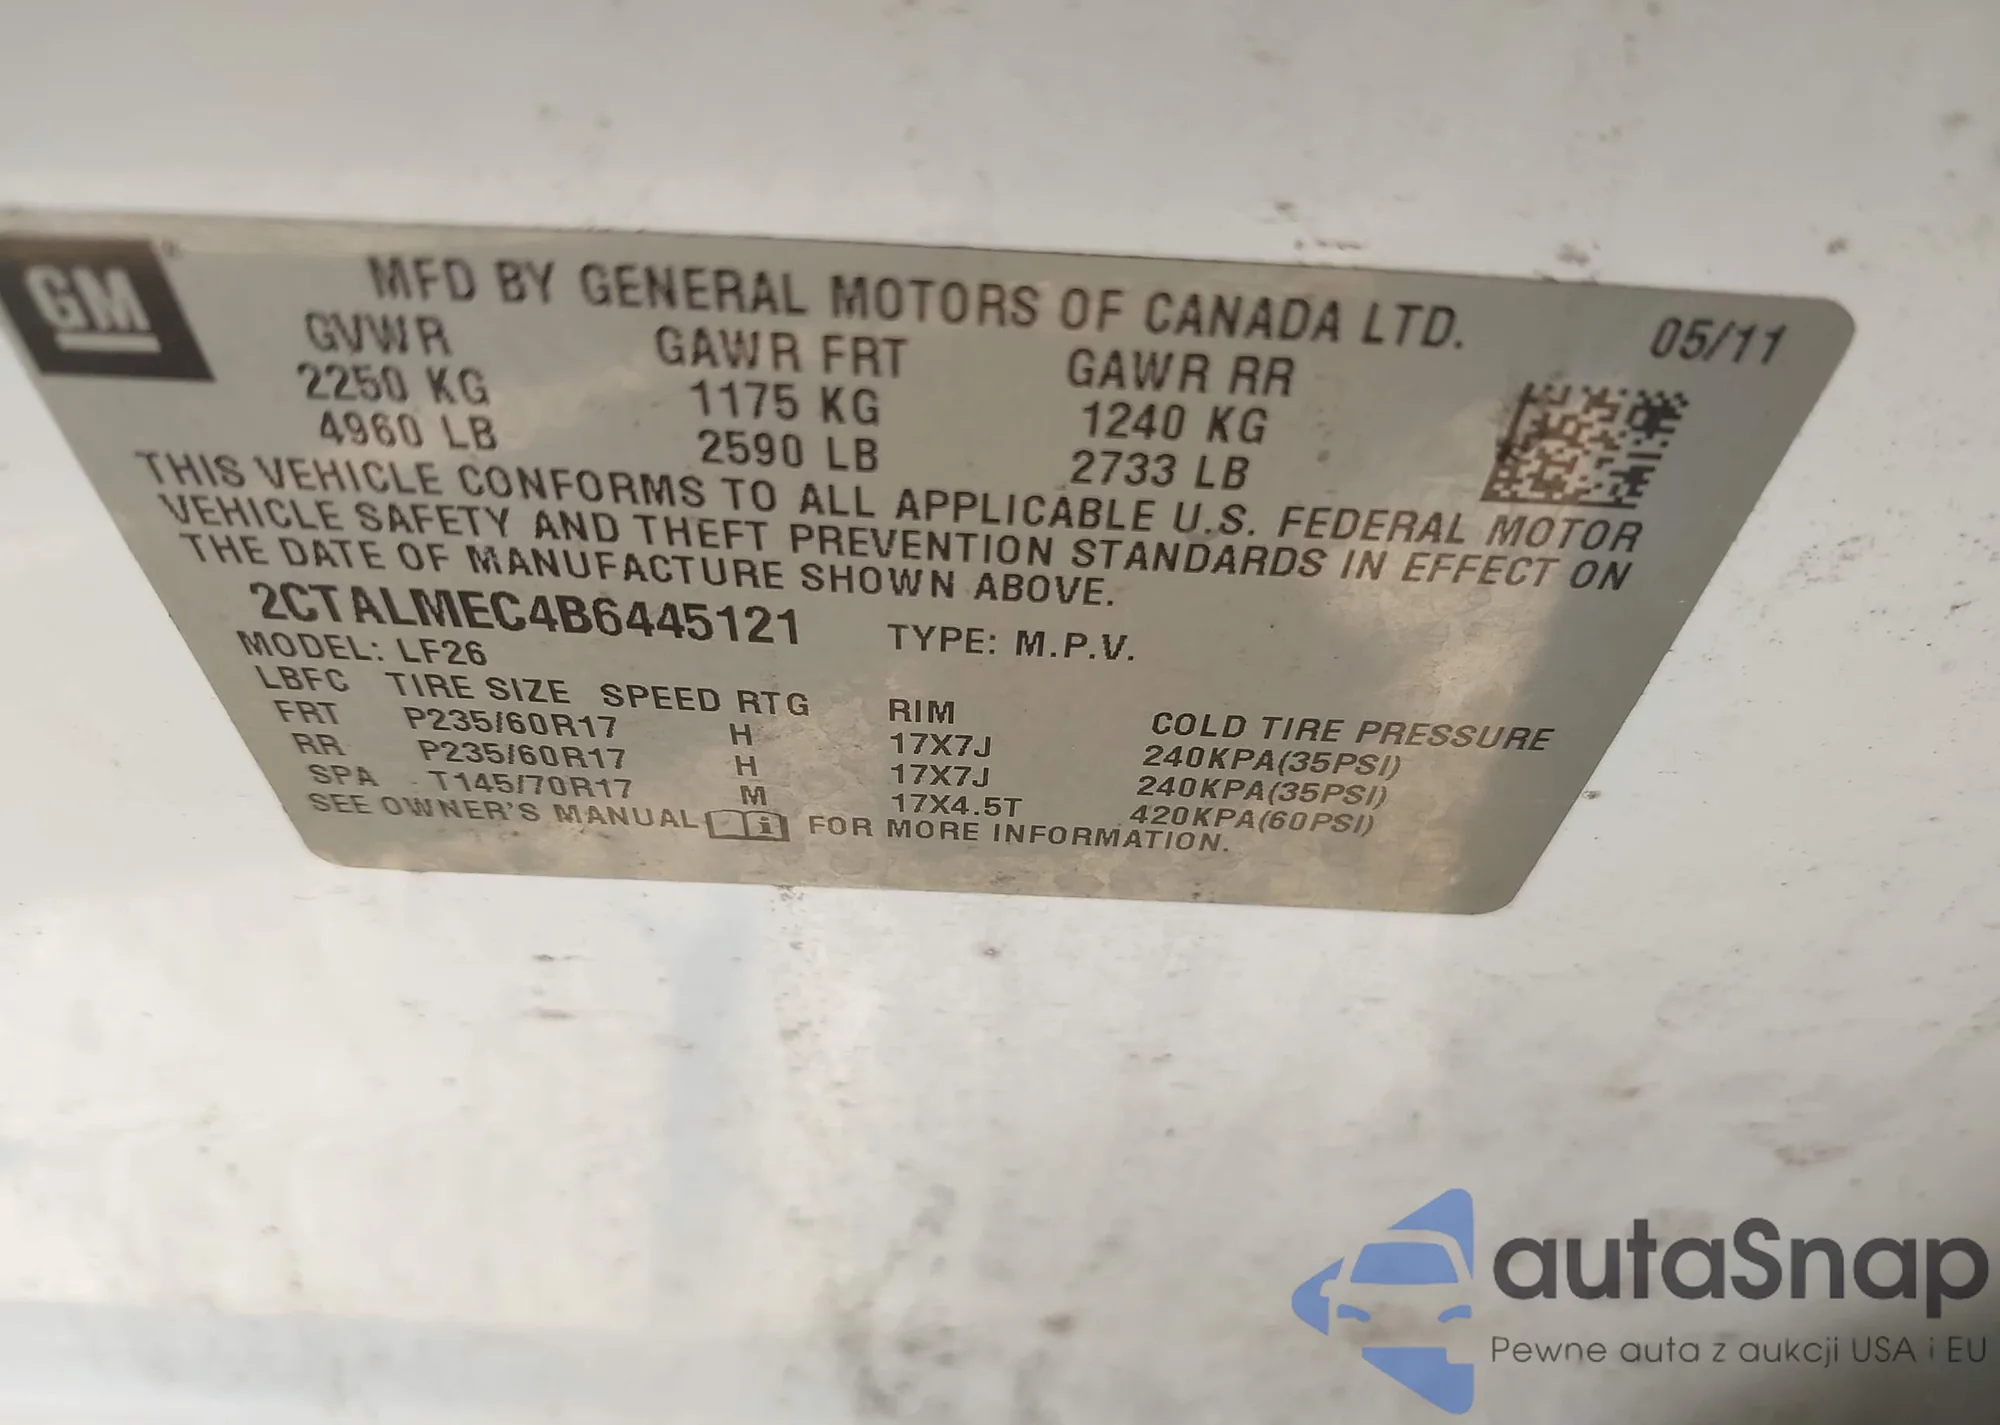 GM
MFD BY GENERAL MOTORS OF CANADA LTD.
05/11
GVWR GAWR FRT GAWR RR
2250 KG 1175 KG 1240 KG
4960 LB 2590 LB 2733 LB
THIS VEHICLE CONFORMS TO ALL APPLICABLE U.S. FEDERAL MOTOR
VEHICLE SAFETY AND THEFT PREVENTION STANDARDS IN EFFECT ON
THE DATE OF MANUFACTURE SHOWN ABOVE.
2CTALMEC4B6445121 TYPE: M.P.V.
MODEL: LF26
LBFC TIRE SIZE SPEED RTG RIM COLD TIRE PRESSURE
FRT P235/60R17 H 17X7J 240KPA(35PSI)
RR P235/60R17 H 17X7J 240KPA(35PSI)
SPA T145/70R17 M 17X4.5T 420KPA(60PSI)
SEE OWNER'S MANUAL i FOR MORE INFORMATION.
autaSnap
Pewne auta z aukcji USA i EU